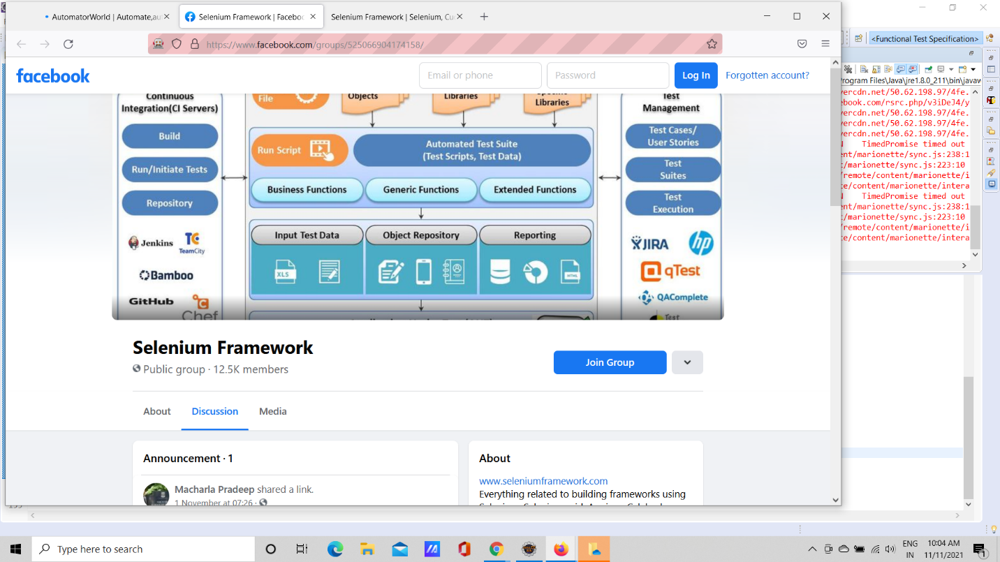 AutomatorWorld | Automate,au
Selenium Framework | Facebo
Selenium Framework | Selenium, Cu
<Functional Test Specification>
https://www.facebook.com/groups/525066904174158/
facebook
Email or phone
Password
Log In
Forgotten account?
rogram Files\Java\jre1.8.0_211\bin\javaw
vercdn.net/50.62.198.97/4fe.
ebook.com/rsrc.php/v3iDeJ4/y
vercdn.net/50.62.198.97/4fe.
vercdn.net/50.62.198.97/4fe.
vercdn.net/50.62.198.97/4fe.
TimedPromise timed out
ent/marionette/sync.js:238:1
te/marionette/sync.js:223:10
/remote/content/marionette/i
te/content/marionette/intera
TimedPromise timed out
ent/marionette/sync.js:238:1
te/marionette/sync.js:223:10
/remote/content/marionette/i
te/content/marionette/intera
Continuous
Integration(CI Servers)
Build
Run/Initiate Tests
Repository
Jenkins
TC
TeamCity
Bamboo
GitHub
Chef
File
Objects
Libraries
Specific
Libraries
Run Script
Automated Test Suite
(Test Scripts, Test Data)
Business Functions
Generic Functions
Extended Functions
Input Test Data
Object Repository
Reporting
XLS
HTML
Test
Management
Test Cases/
User Stories
Test
Suites
Test
Execution
JIRA
hp
qTest
QAComplete
Test
Selenium Framework
Public group · 12.5K members
Join Group
About
Discussion
Media
Announcement · 1
Macharla Pradeep shared a link.
1 November at 07:26 ·
About
www.seleniumframework.com
Everything related to building frameworks using
Type here to search
ENG
IN
10:04 AM
11/11/2021
1